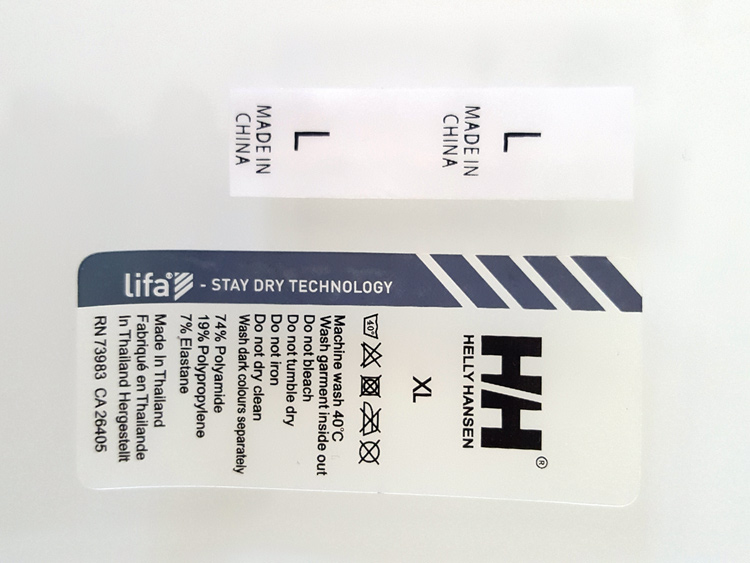 L
MADE IN
CHINA
L
MADE IN
CHINA
lifa® - STAY DRY TECHNOLOGY
HH®
HELLY HANSEN
XL
40°
Machine wash 40°C
Wash garment inside out
Do not bleach
Do not tumble dry
Do not iron
Do not dry clean
Wash dark colours separately
74% Polyamide
19% Polypropylene
7% Elastane
Made In Thailand
Fabriqué en Thailande
In Thailand Hergestellt
RN 73983 CA 26405